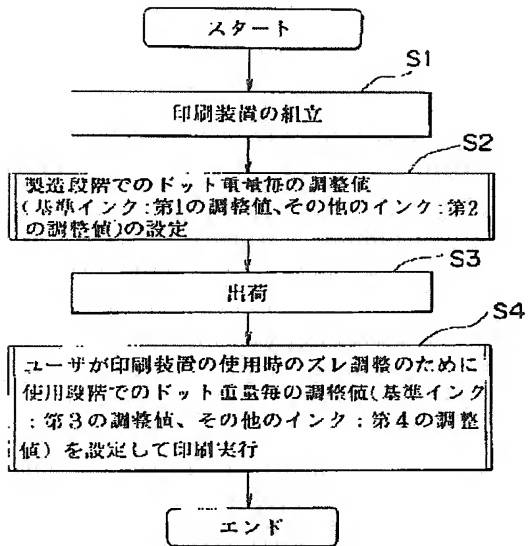 スタート
S1
印刷装置の組立
S2
製造段階でのドット重量毎の調整値
(基準インク:第1の調整値、その他のインク:第2
の調整値)の設定
S3
出荷
S4
ユーザが印刷装置の使用時のズレ調整のために
使用段階でのドット重量毎の調整値(基準インク
:第3の調整値、その他のインク:第4の調整
値)を設定して印刷実行
エンド